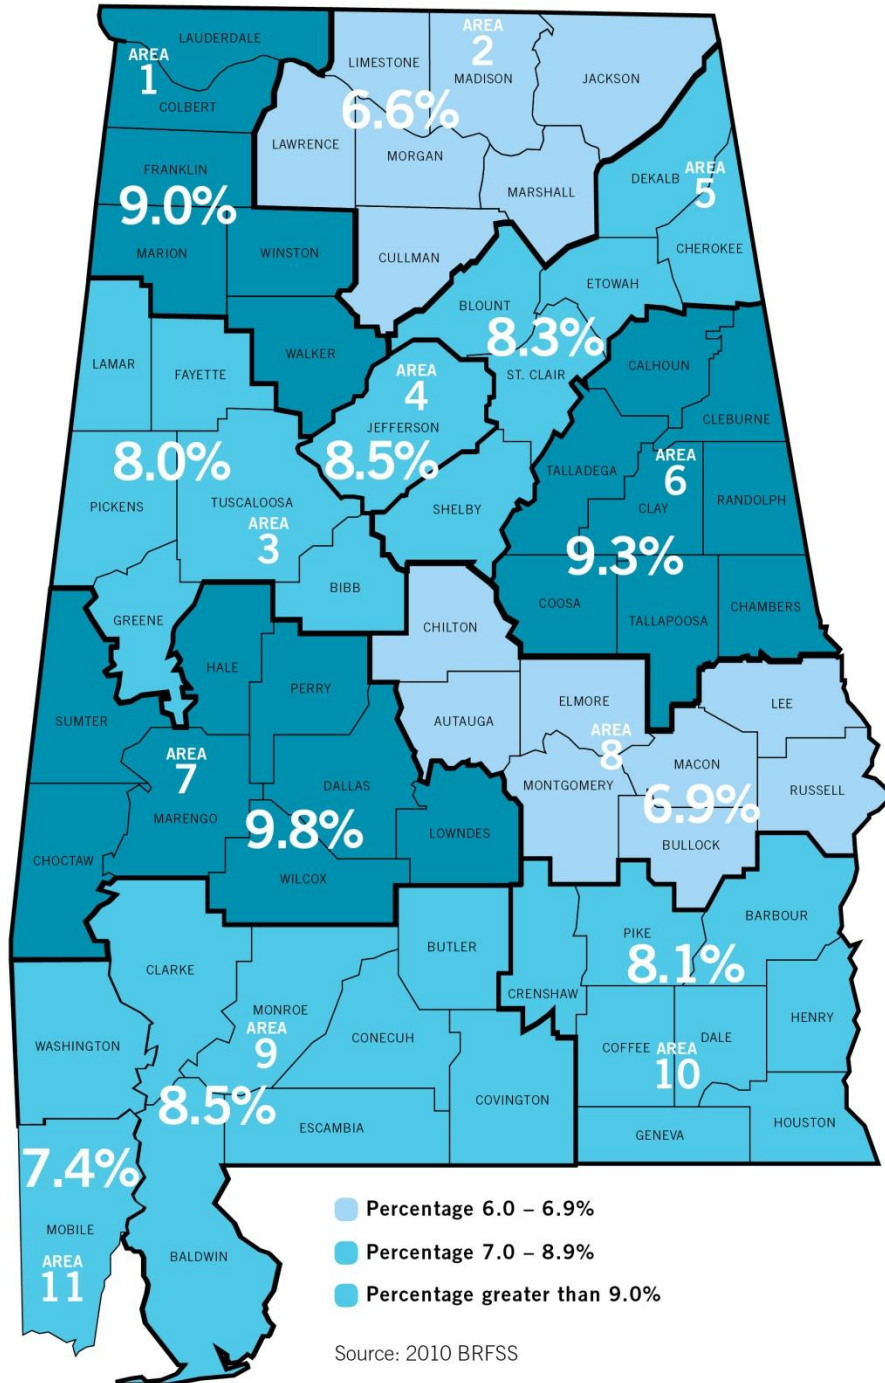 LAUDERDALE
AREA
1
COLBERT
FRANKLIN
9.0%
MARION
WINSTON
WALKER
AREA
2
LIMESTONE
MADISON
JACKSON
6.6%
LAWRENCE
MORGAN
MARSHALL
CULLMAN
DEKALB
AREA
5
CHEROKEE
ETOWAH
BLOUNT
8.3%
ST. CLAIR
SHELBY
LAMAR
FAYETTE
8.0%
PICKENS
TUSCALOOSA
AREA
3
BIBB
GREENE
AREA
4
JEFFERSON
8.5%
CALHOUN
CLEBURNE
TALLADEGA
AREA
6
CLAY
RANDOLPH
9.3%
COOSA
TALLAPOOSA
CHAMBERS
HALE
PERRY
SUMTER
AREA
7
MARENGO
DALLAS
9.8%
LOWNDES
CHOCTAW
WILCOX
CHILTON
AUTAUGA
ELMORE
LEE
AREA
8
MONTGOMERY
MACON
6.9%
RUSSELL
BULLOCK
CLARKE
BUTLER
MONROE
AREA
9
CONECUH
8.5%
ESCAMBIA
COVINGTON
BALDWIN
CRENSHAW
PIKE
BARBOUR
8.1%
HENRY
COFFEE
DALE
AREA
10
GENEVA
HOUSTON
WASHINGTON
7.4%
MOBILE
AREA
11
Percentage 6.0 – 6.9%
Percentage 7.0 – 8.9%
Percentage greater than 9.0%
Source: 2010 BRFSS